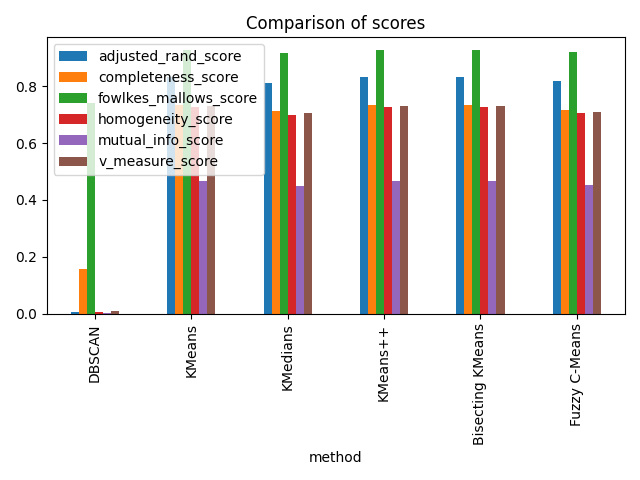 Comparison of scores
adjusted_rand_score
completeness_score
fowlkes_mallows_score
homogeneity_score
mutual_info_score
v_measure_score
0.8
0.6
0.4
0.2
0.0
DBSCAN
KMeans
KMedians
KMeans++
Bisecting KMeans
Fuzzy C-Means
method